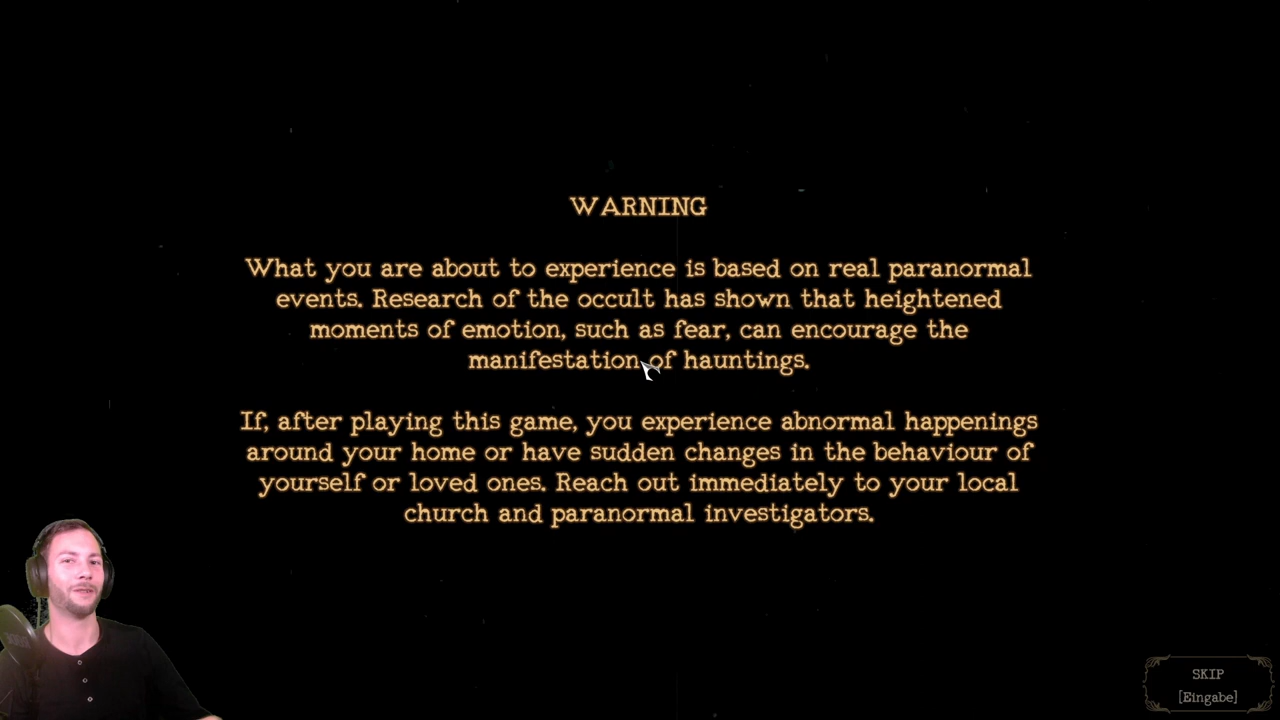 WARNING
What you are about to experience is based on real paranormal
events. Research of the occult has shown that heightened
moments of emotion, such as fear, can encourage the
manifestation of hauntings.
If, after playing this game, you experience abnormal happenings
around your home or have sudden changes in the behaviour of
yourself or loved ones. Reach out immediately to your local
church and paranormal investigators.
SKIP
[Eingabe]